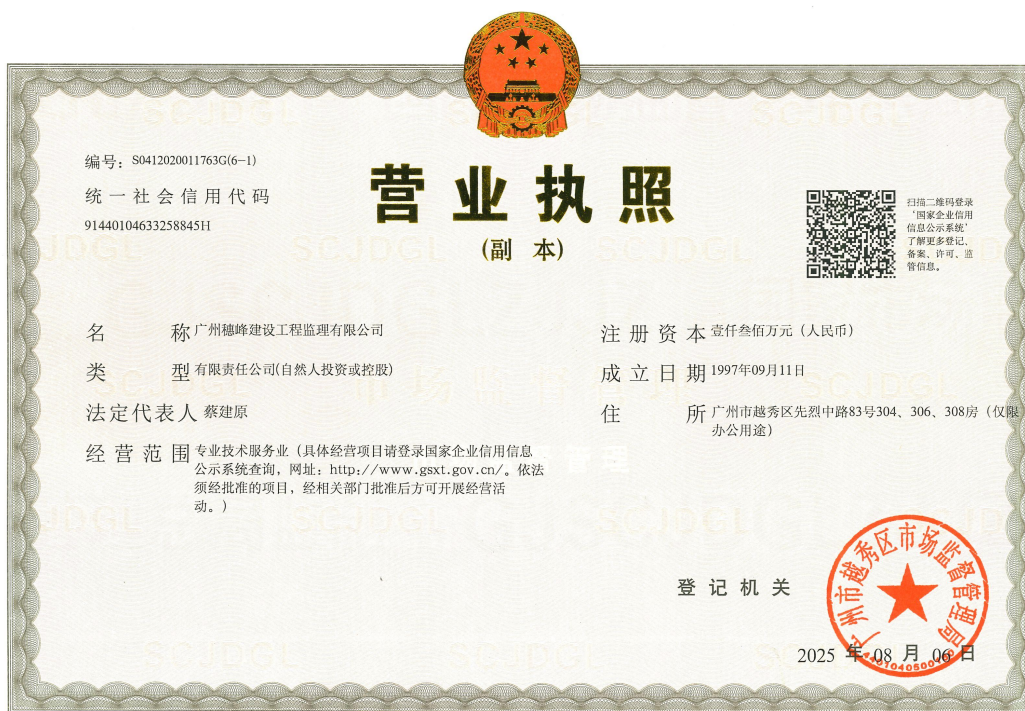 编号：S0412020011763G(6-1)
统一社会信用代码
91440104633258845H
营业执照
(副 本)
扫描二维码登录
‘国家企业信用
信息公示系统’
了解更多登记、
备案、许可、监
管信息。
名 称 广州穗峰建设工程监理有限公司
类 型 有限责任公司(自然人投资或控股)
法定代表人 蔡建原
经营范围 专业技术服务业（具体经营项目请登录国家企业信用信息
公示系统查询，网址：http://www.gsxt.gov.cn/。依法
须经批准的项目，经相关部门批准后方可开展经营活
动。）
注册资本 壹仟叁佰万元（人民币）
成立日期 1997年09月11日
住 所 广州市越秀区先烈中路83号304、306、308房（仅限
办公用途）
登记机关
广州市越秀区市场监督管理局
2025 年 08 月 06 日
SCJDGL
市场监督管理